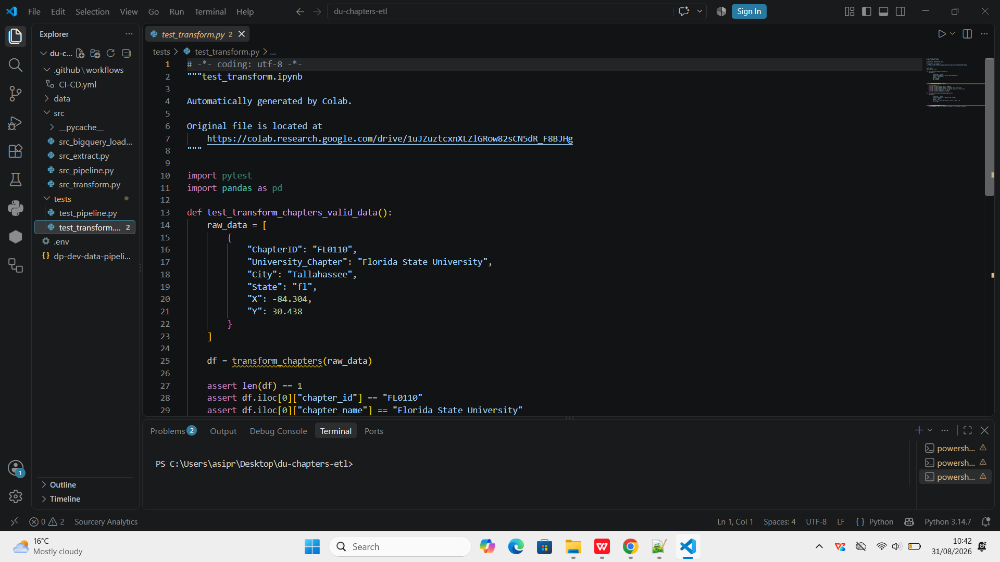 File Edit Selection View Go Run Terminal Help
du-chapters-etl
Sign In
Explorer
du-c...
.github\workflows
CI-CD.yml
data
src
__pycache__
src_bigquery_load...
src_extract.py
src_pipeline.py
src_transform.py
tests
test_pipeline.py
test_transform.... 2
.env
dp-dev-data-pipeli...
Outline
Timeline
test_transform.py 2
tests > test_transform.py > ...
1 # -*- coding: utf-8 -*-
2 """test_transform.ipynb
3
4 Automatically generated by Colab.
5
6 Original file is located at
7 https://colab.research.google.com/drive/1uJZuztcxnXLZlGRow82sCN5dR_F8BJHg
8 """
9
10 import pytest
11 import pandas as pd
12
13 def test_transform_chapters_valid_data():
14 raw_data = [
15 {
16 "ChapterID": "FL0110",
17 "University_Chapter": "Florida State University",
18 "City": "Tallahassee",
19 "State": "fl",
20 "X": -84.304,
21 "Y": 30.438
22 }
23 ]
24
25 df = transform_chapters(raw_data)
26
27 assert len(df) == 1
28 assert df.iloc[0]["chapter_id"] == "FL0110"
29 assert df.iloc[0]["chapter_name"] == "Florida State University"
Problems 2 Output Debug Console Terminal Ports
PS C:\Users\asipr\Desktop\du-chapters-etl>
powersh...
powersh...
powersh...
1
0 2 Sourcery Analytics
Ln 1, Col 1 Spaces: 4 UTF-8 LF { } Python Python 3.14.7
16°C
Mostly cloudy
Search
10:42
31/08/2026